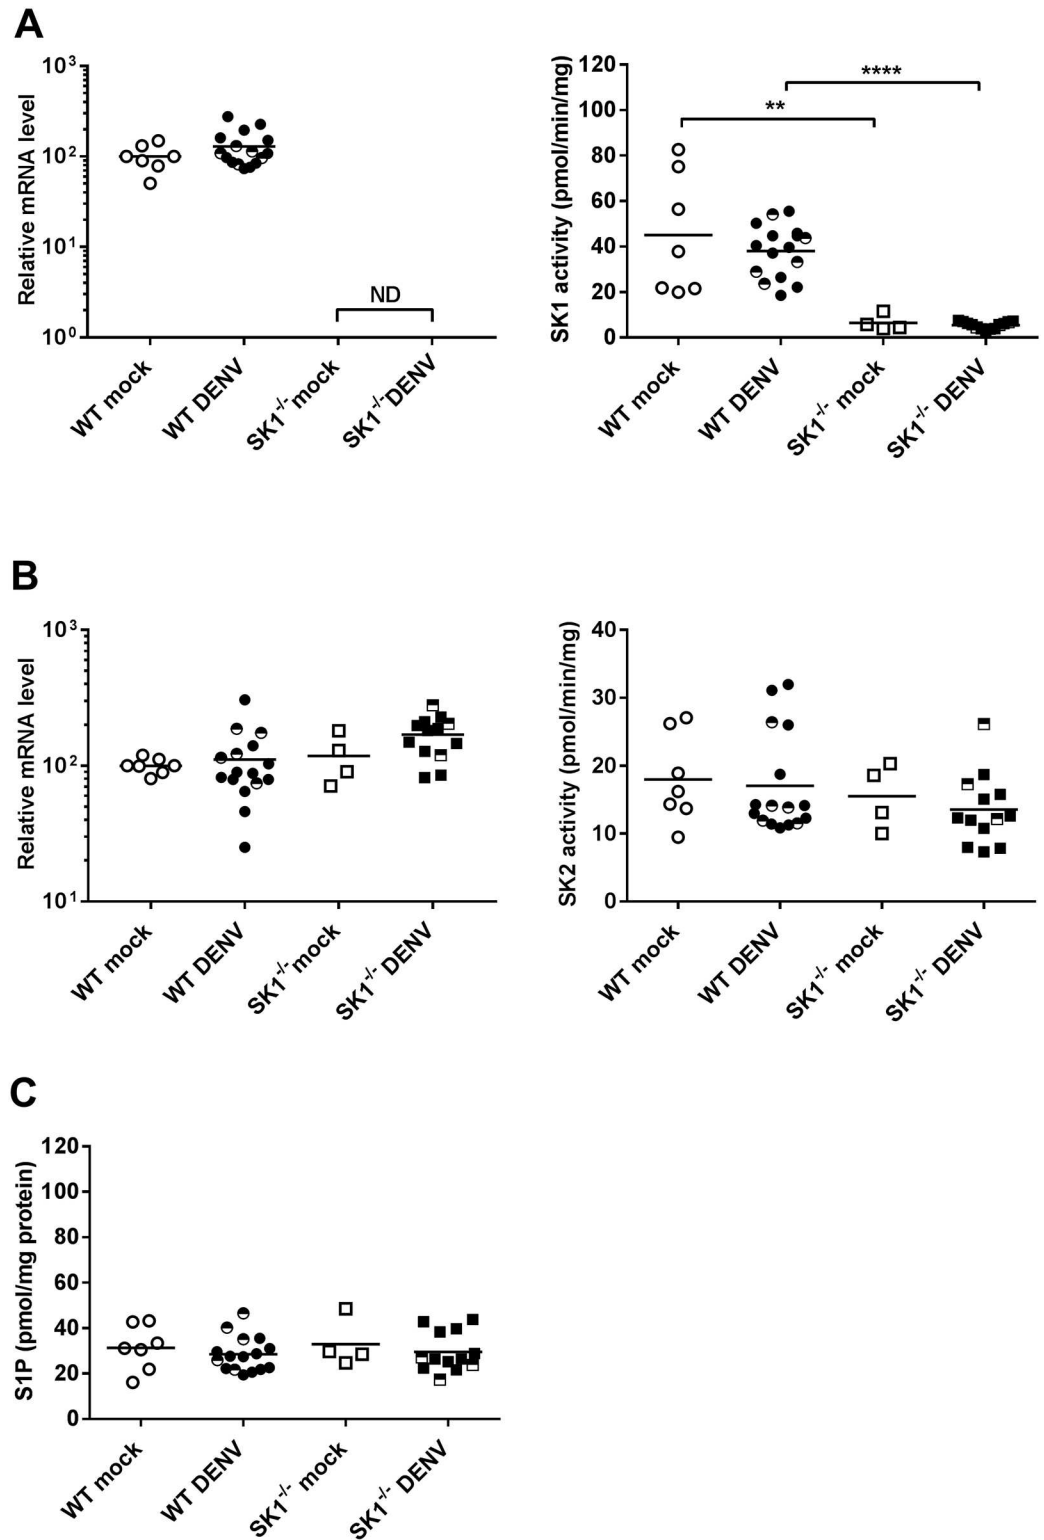 A
Relative mRNA level
10³
10²
10¹
10⁰
ND
WT mock
WT DENV
SK1⁻/⁻mock
SK1⁻/⁻DENV
SK1 activity (pmol/min/mg)
120
100
80
60
40
20
0
****
**
WT mock
WT DENV
SK1⁻/⁻ mock
SK1⁻/⁻ DENV
B
Relative mRNA level
10³
10²
10¹
WT mock
WT DENV
SK1⁻/⁻mock
SK1⁻/⁻ DENV
SK2 activity (pmol/min/mg)
40
30
20
10
0
WT mock
WT DENV
SK1⁻/⁻ mock
SK1⁻/⁻ DENV
C
S1P (pmol/mg protein)
120
100
80
60
40
20
0
WT mock
WT DENV
SK1⁻/⁻ mock
SK1⁻/⁻ DENV